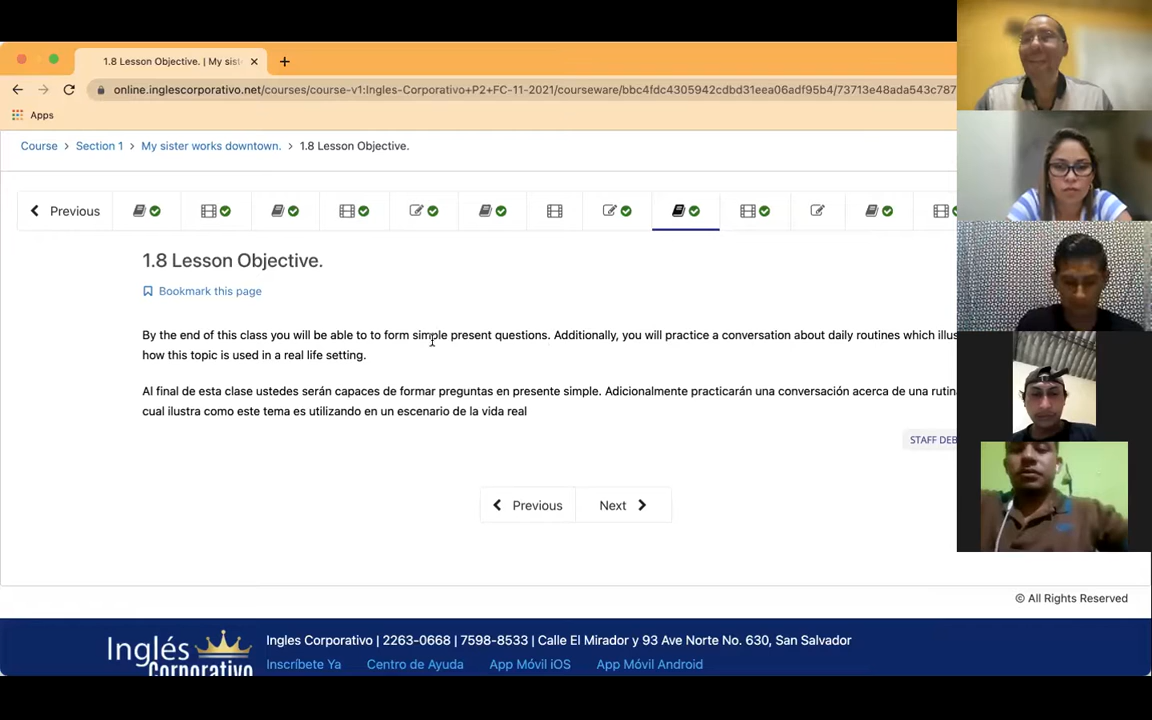 1.8 Lesson Objective. | My sist
online.inglescorporativo.net/courses/course-v1:Ingles-Corporativo+P2+FC-11-2021/courseware/bbc4fdc4305942cdbd31eea06adf95b4/73713e48ada543c787
Apps
Course > Section 1 > My sister works downtown. > 1.8 Lesson Objective.
Previous
1.8 Lesson Objective.
Bookmark this page
By the end of this class you will be able to to form simple present questions. Additionally, you will practice a conversation about daily routines which illus
how this topic is used in a real life setting.
Al final de esta clase ustedes serán capaces de formar preguntas en presente simple. Adicionalmente practicarán una conversación acerca de una rutin
cual ilustra como este tema es utilizando en un escenario de la vida real
STAFF DEB
Previous Next
© All Rights Reserved
Inglés Corporativo
Ingles Corporativo | 2263-0668 | 7598-8533 | Calle El Mirador y 93 Ave Norte No. 630, San Salvador
Inscríbete Ya Centro de Ayuda App Móvil iOS App Móvil Android